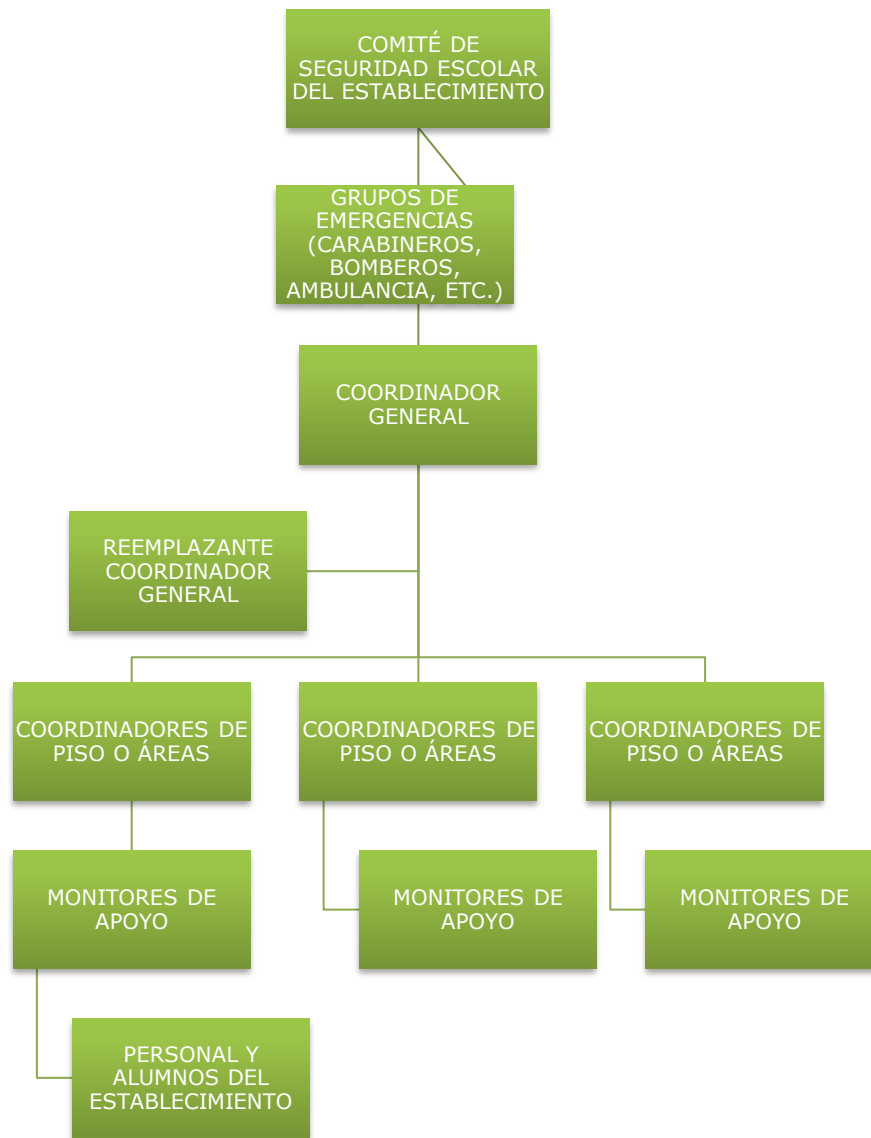 COMITÉ DE
SEGURIDAD ESCOLAR
DEL ESTABLECIMIENTO
GRUPOS DE
EMERGENCIAS
(CARABINEROS,
BOMBEROS,
AMBULANCIA, ETC.)
COORDINADOR
GENERAL
REEMPLAZANTE
COORDINADOR
GENERAL
COORDINADORES DE
PISO O ÁREAS
COORDINADORES DE
PISO O ÁREAS
COORDINADORES DE
PISO O ÁREAS
MONITORES DE
APOYO
MONITORES DE
APOYO
MONITORES DE
APOYO
PERSONAL Y
ALUMNOS DEL
ESTABLECIMIENTO